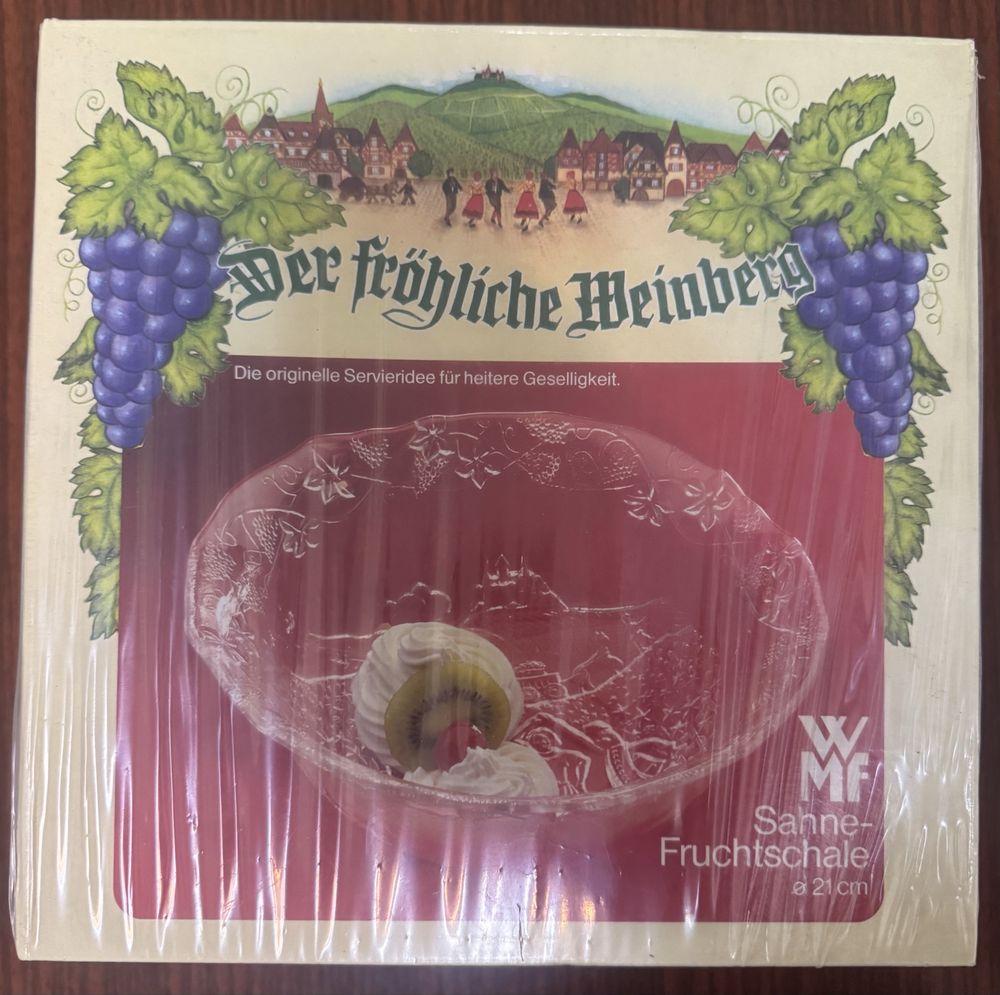 Der fröhliche Weinberg
Die originelle Servieridee für heitere Geselligkeit.
WMF
Sahne-
Fruchtschale
ø 21 cm